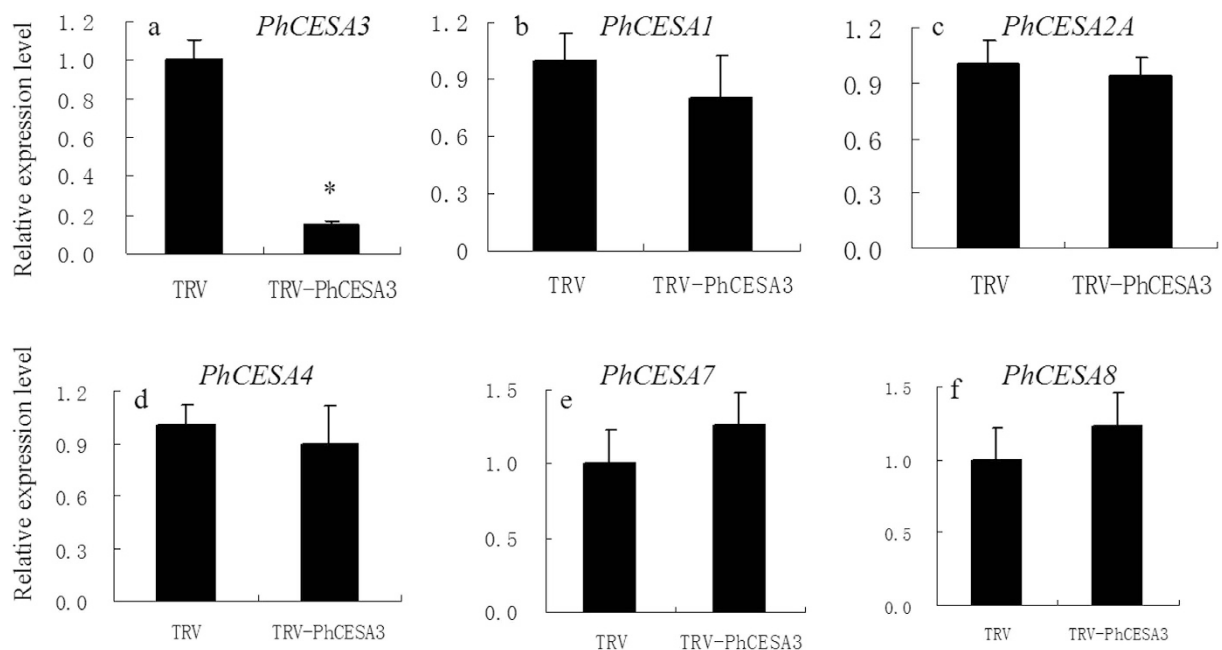 Relative expression level
a
PhCESA3
1.2
1.0
0.8
0.6
0.4
0.2
0.0
*
TRV
TRV-PhCESA3
b
PhCESA1
1.2
0.9
0.6
0.3
0
TRV
TRV-PhCESA3
c
PhCESA2A
1.2
0.9
0.6
0.3
0.0
TRV
TRV-PhCESA3
Relative expression level
d
PhCESA4
1.2
0.9
0.6
0.3
0.0
TRV
TRV-PhCESA3
e
PhCESA7
1.5
1.0
0.5
0.0
TRV
TRV-PhCESA3
f
PhCESA8
1.5
1.0
0.5
0.0
TRV
TRV-PhCESA3